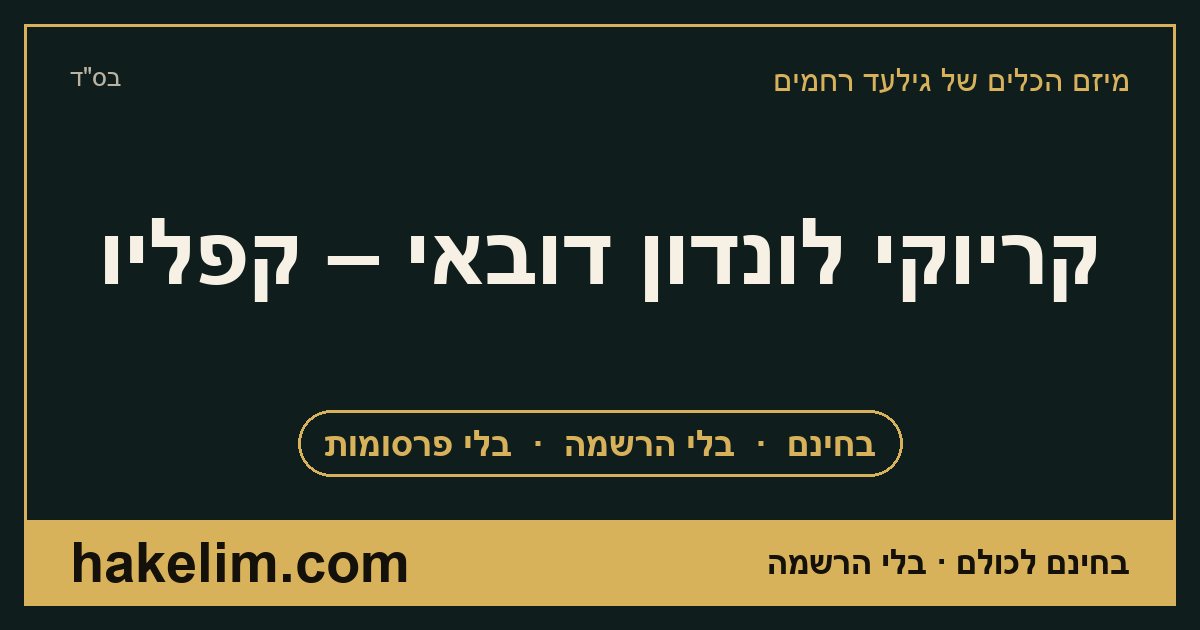 מיזם הכלים של גילעד רחמים
בס"ד
קריוקי לונדון דובאי – קפליו
בחינם · בלי הרשמה · בלי פרסומות
בחינם לכולם · בלי הרשמה
hakelim.com